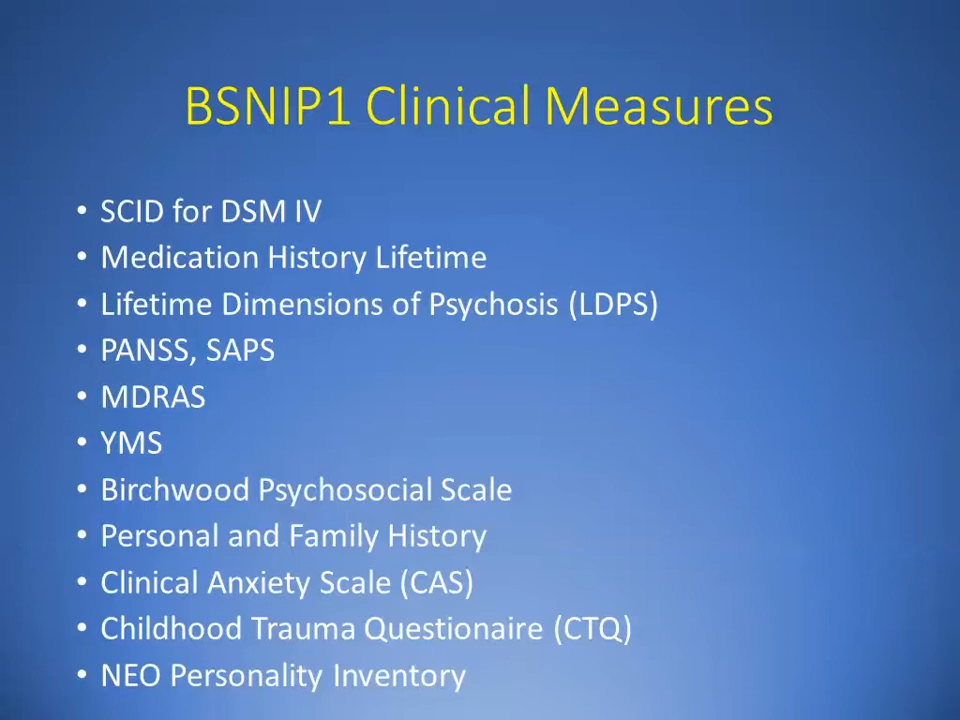 BSNIP1 Clinical Measures
• SCID for DSM IV
• Medication History Lifetime
• Lifetime Dimensions of Psychosis (LDPS)
• PANSS, SAPS
• MDRAS
• YMS
• Birchwood Psychosocial Scale
• Personal and Family History
• Clinical Anxiety Scale (CAS)
• Childhood Trauma Questionaire (CTQ)
• NEO Personality Inventory